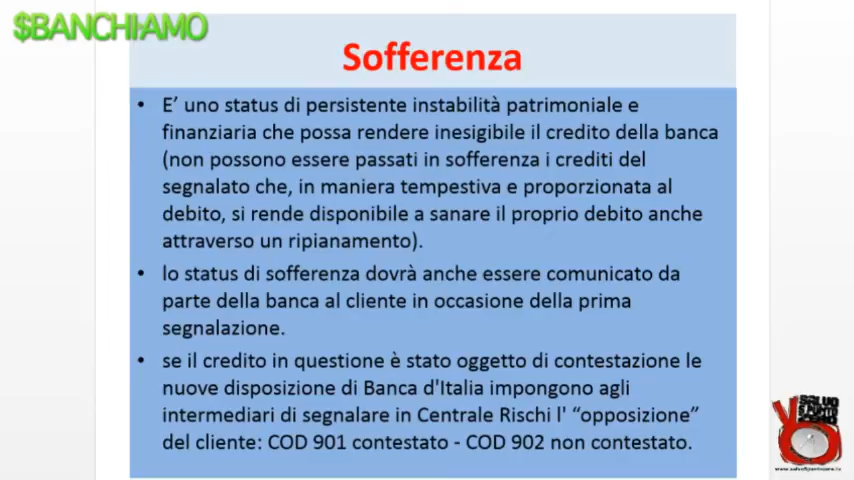 $BANCHIAMO
Sofferenza
• E' uno status di persistente instabilità patrimoniale e
finanziaria che possa rendere inesigibile il credito della banca
(non possono essere passati in sofferenza i crediti del
segnalato che, in maniera tempestiva e proporzionata al
debito, si rende disponibile a sanare il proprio debito anche
attraverso un ripianamento).
• lo status di sofferenza dovrà anche essere comunicato da
parte della banca al cliente in occasione della prima
segnalazione.
• se il credito in questione è stato oggetto di contestazione le
nuove disposizione di Banca d'Italia impongono agli
intermediari di segnalare in Centrale Rischi l' “opposizione”
del cliente: COD 901 contestato - COD 902 non contestato.
SALVO
5.PUNTO
ZERO